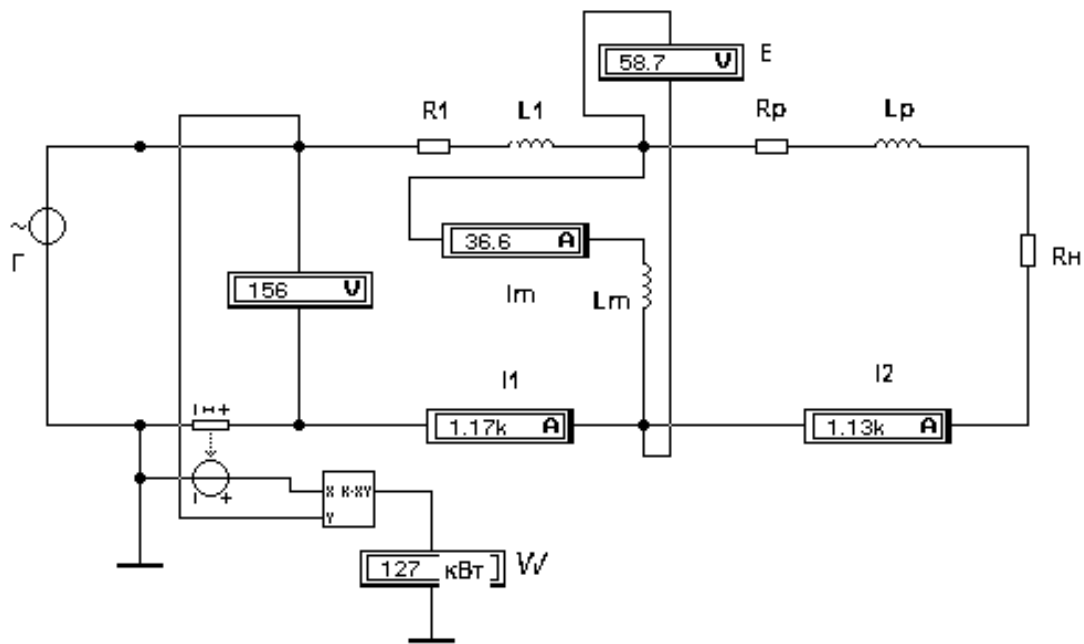 58.7 V
E
R1
L1
Rp
Lp
~
Г
36.6 A
Rн
156 V
Im
Lm
I1
I2
1.17k A
1.13k A
I +
I +
X K·XY
Y
127 кВт
W